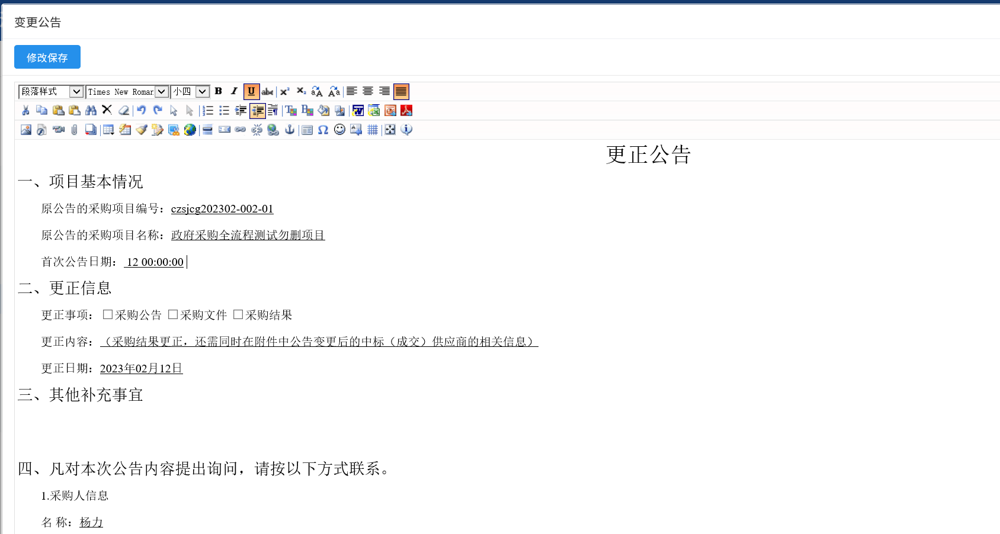 变更公告
修改保存
段落样式 Times New Roman 小四
更正公告
一、项目基本情况
原公告的采购项目编号：czsjcg202302-002-01
原公告的采购项目名称：政府采购全流程测试勿删项目
首次公告日期： 12 00:00:00
二、更正信息
更正事项：□采购公告 □采购文件 □采购结果
更正内容：（采购结果更正，还需同时在附件中公告变更后的中标（成交）供应商的相关信息）
更正日期：2023年02月12日
三、其他补充事宜
四、凡对本次公告内容提出询问，请按以下方式联系。
1.采购人信息
名 称：杨力